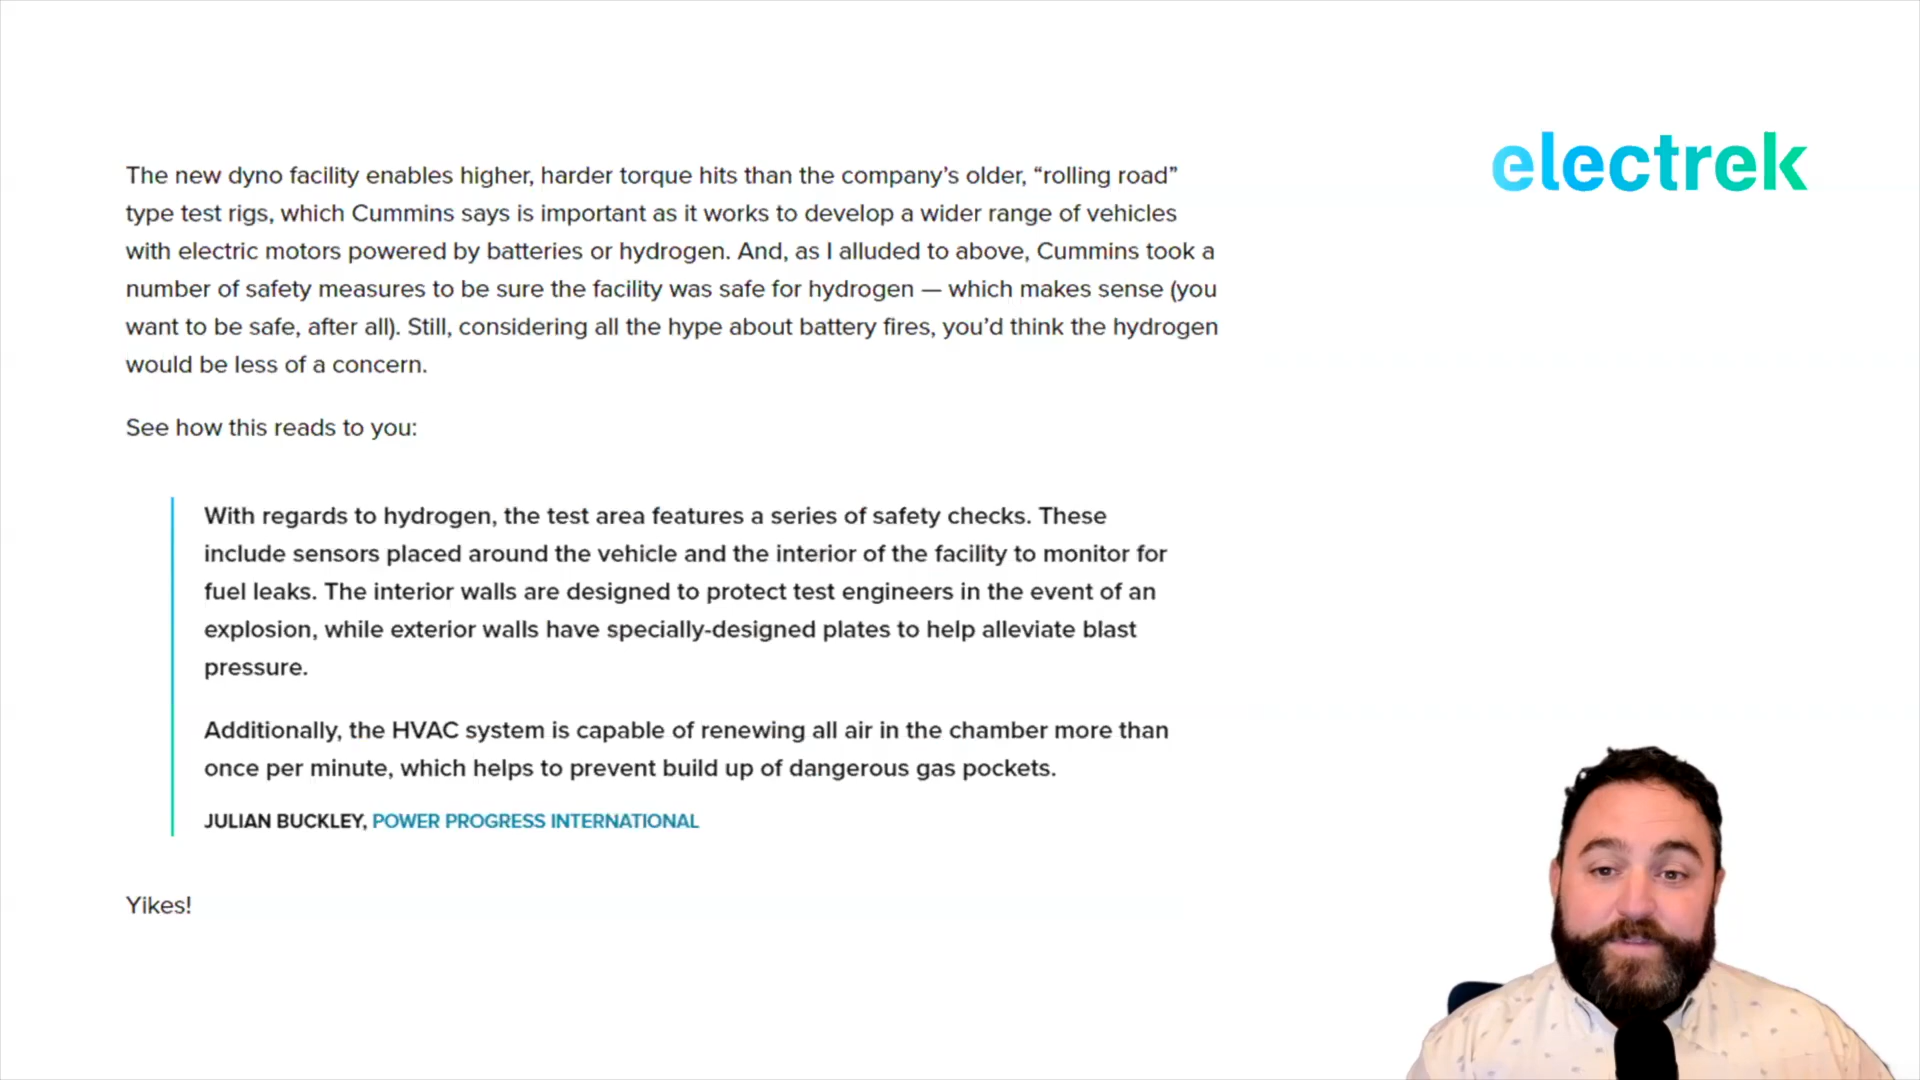 electrek
The new dyno facility enables higher, harder torque hits than the company’s older, “rolling road”
type test rigs, which Cummins says is important as it works to develop a wider range of vehicles
with electric motors powered by batteries or hydrogen. And, as I alluded to above, Cummins took a
number of safety measures to be sure the facility was safe for hydrogen — which makes sense (you
want to be safe, after all). Still, considering all the hype about battery fires, you’d think the hydrogen
would be less of a concern.
See how this reads to you:
With regards to hydrogen, the test area features a series of safety checks. These
include sensors placed around the vehicle and the interior of the facility to monitor for
fuel leaks. The interior walls are designed to protect test engineers in the event of an
explosion, while exterior walls have specially-designed plates to help alleviate blast
pressure.
Additionally, the HVAC system is capable of renewing all air in the chamber more than
once per minute, which helps to prevent build up of dangerous gas pockets.
JULIAN BUCKLEY, POWER PROGRESS INTERNATIONAL
Yikes!